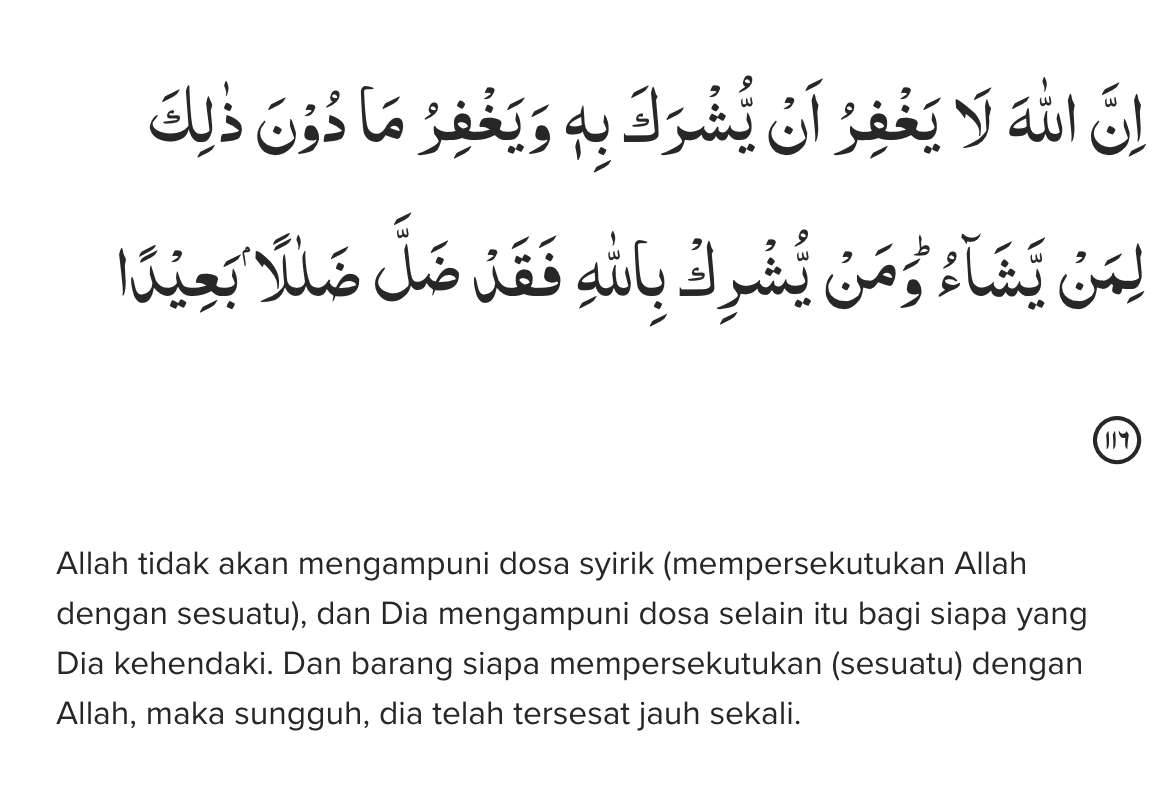 اِنَّ اللّٰهَ لَا يَغْفِرُ اَنْ يُّشْرَكَ بِهٖ وَيَغْفِرُ مَا دُوْنَ ذٰلِكَ
لِمَنْ يَّشَاۤءُ ۗوَمَنْ يُّشْرِكْ بِاللّٰهِ فَقَدْ ضَلَّ ضَلٰلًا ۢ بَعِيْدًا
١١٦
Allah tidak akan mengampuni dosa syirik (mempersekutukan Allah
dengan sesuatu), dan Dia mengampuni dosa selain itu bagi siapa yang
Dia kehendaki. Dan barang siapa mempersekutukan (sesuatu) dengan
Allah, maka sungguh, dia telah tersesat jauh sekali.